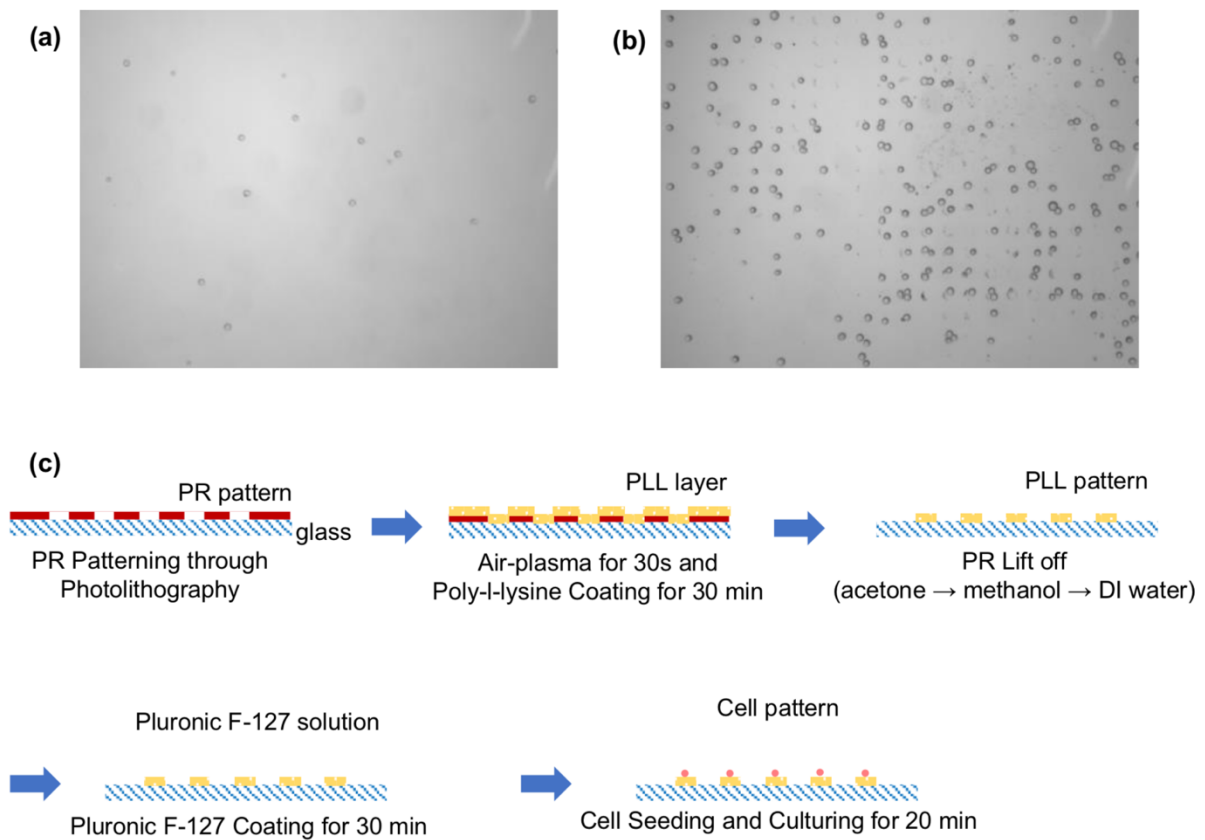 (a)
(b)
(c)
PR pattern
glass
PR Patterning through
Photolithography
PLL layer
Air-plasma for 30s and
Poly-l-lysine Coating for 30 min
PLL pattern
PR Lift off
(acetone → methanol → DI water)
Pluronic F-127 solution
Pluronic F-127 Coating for 30 min
Cell pattern
Cell Seeding and Culturing for 20 min